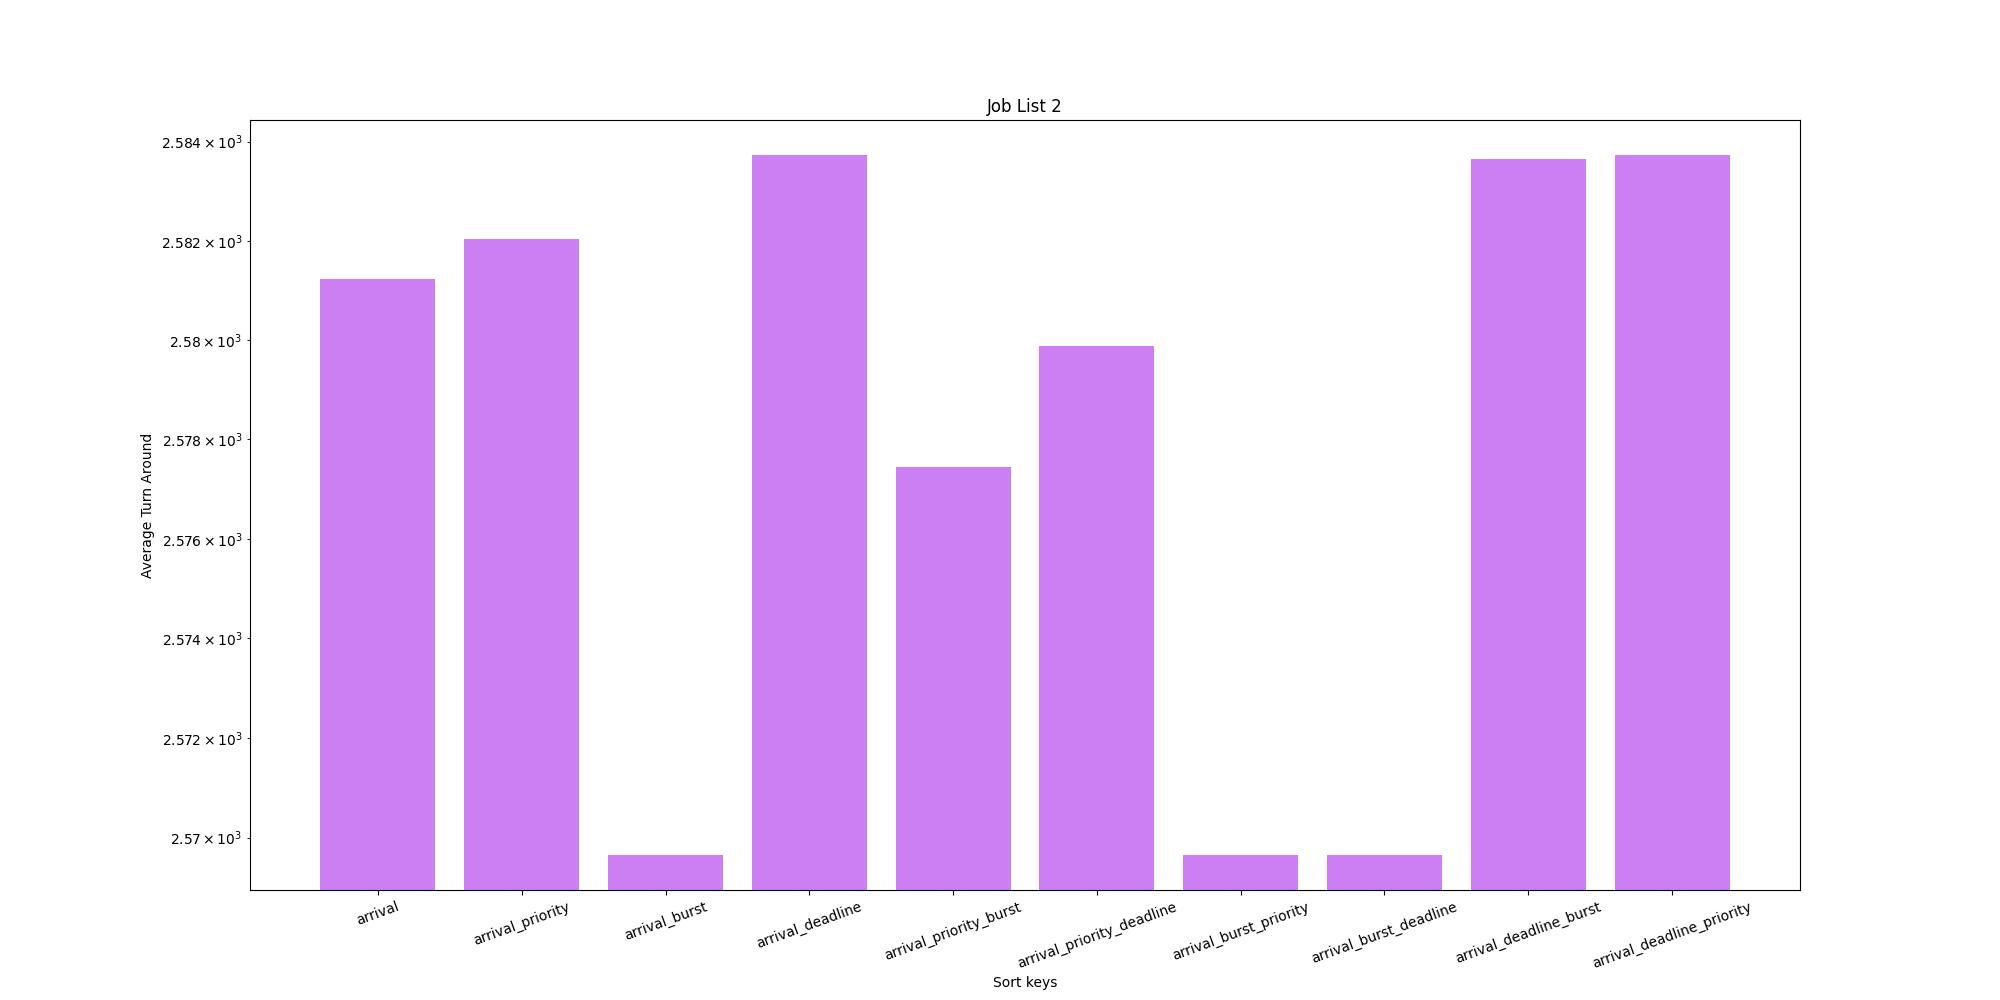 Job List 2
2.584 × 10³
2.582 × 10³
2.58 × 10³
2.578 × 10³
2.576 × 10³
2.574 × 10³
2.572 × 10³
2.57 × 10³
Average Turn Around
arrival
arrival_priority
arrival_burst
arrival_deadline
arrival_priority_burst
arrival_priority_deadline
arrival_burst_priority
arrival_burst_deadline
arrival_deadline_burst
arrival_deadline_priority
Sort keys